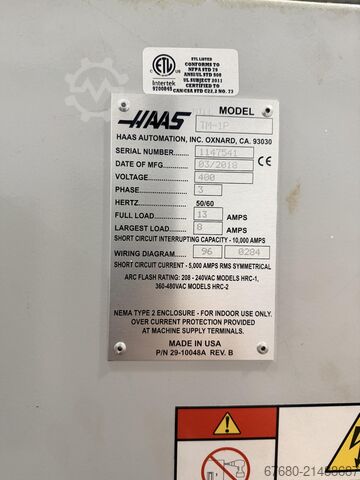 ETL LISTED
CONFORMS TO
NFPA STD 79
ANSI/UL STD 508
UL SUBJECT 2011
CERTIFIED TO
CAN/CSA STD C22.2 NO. 73
Intertek
9700845
HAAS
MODEL
TM-1P
HAAS AUTOMATION, INC. OXNARD, CA. 93030
SERIAL NUMBER 1147541
DATE OF MFG 03/2018
CE
VOLTAGE 400
PHASE 3
HERTZ 50/60
FULL LOAD 13 AMPS
LARGEST LOAD 8 AMPS
SHORT CIRCUIT INTERRUPTING CAPACITY - 10,000 AMPS
WIRING DIAGRAM 96 0284
SHORT CIRCUIT CURRENT - 5,000 AMPS RMS SYMMETRICAL
ARC FLASH RATING: 208 - 240VAC MODELS HRC-1,
360-480VAC MODELS HRC-2
NEMA TYPE 2 ENCLOSURE - FOR INDOOR USE ONLY.
OVER CURRENT PROTECTION PROVIDED
AT MACHINE SUPPLY TERMINALS.
MADE IN USA
P/N 29-10048A REV. B